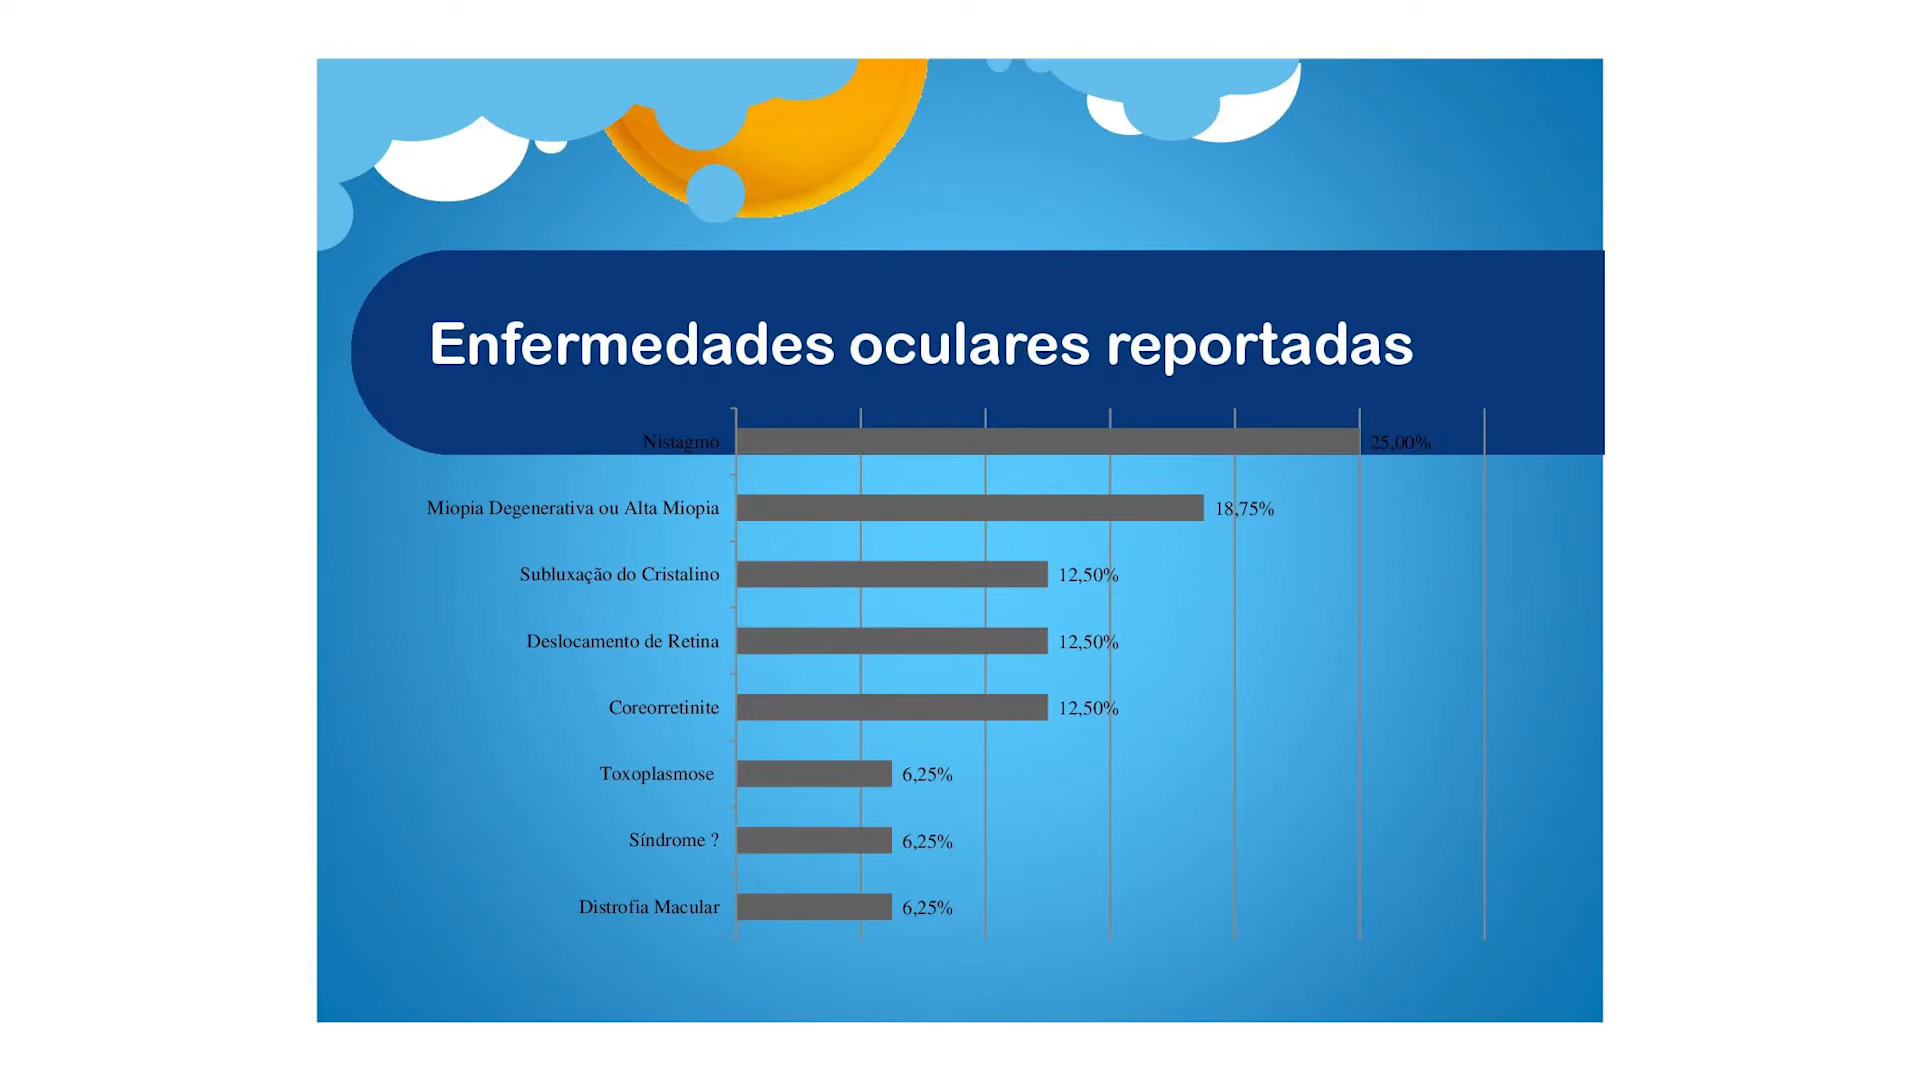 Enfermedades oculares reportadas
Nistagmo 25,00%
Miopia Degenerativa ou Alta Miopia 18,75%
Subluxação do Cristalino 12,50%
Deslocamento de Retina 12,50%
Coreorretinite 12,50%
Toxoplasmose 6,25%
Síndrome ? 6,25%
Distrofia Macular 6,25%